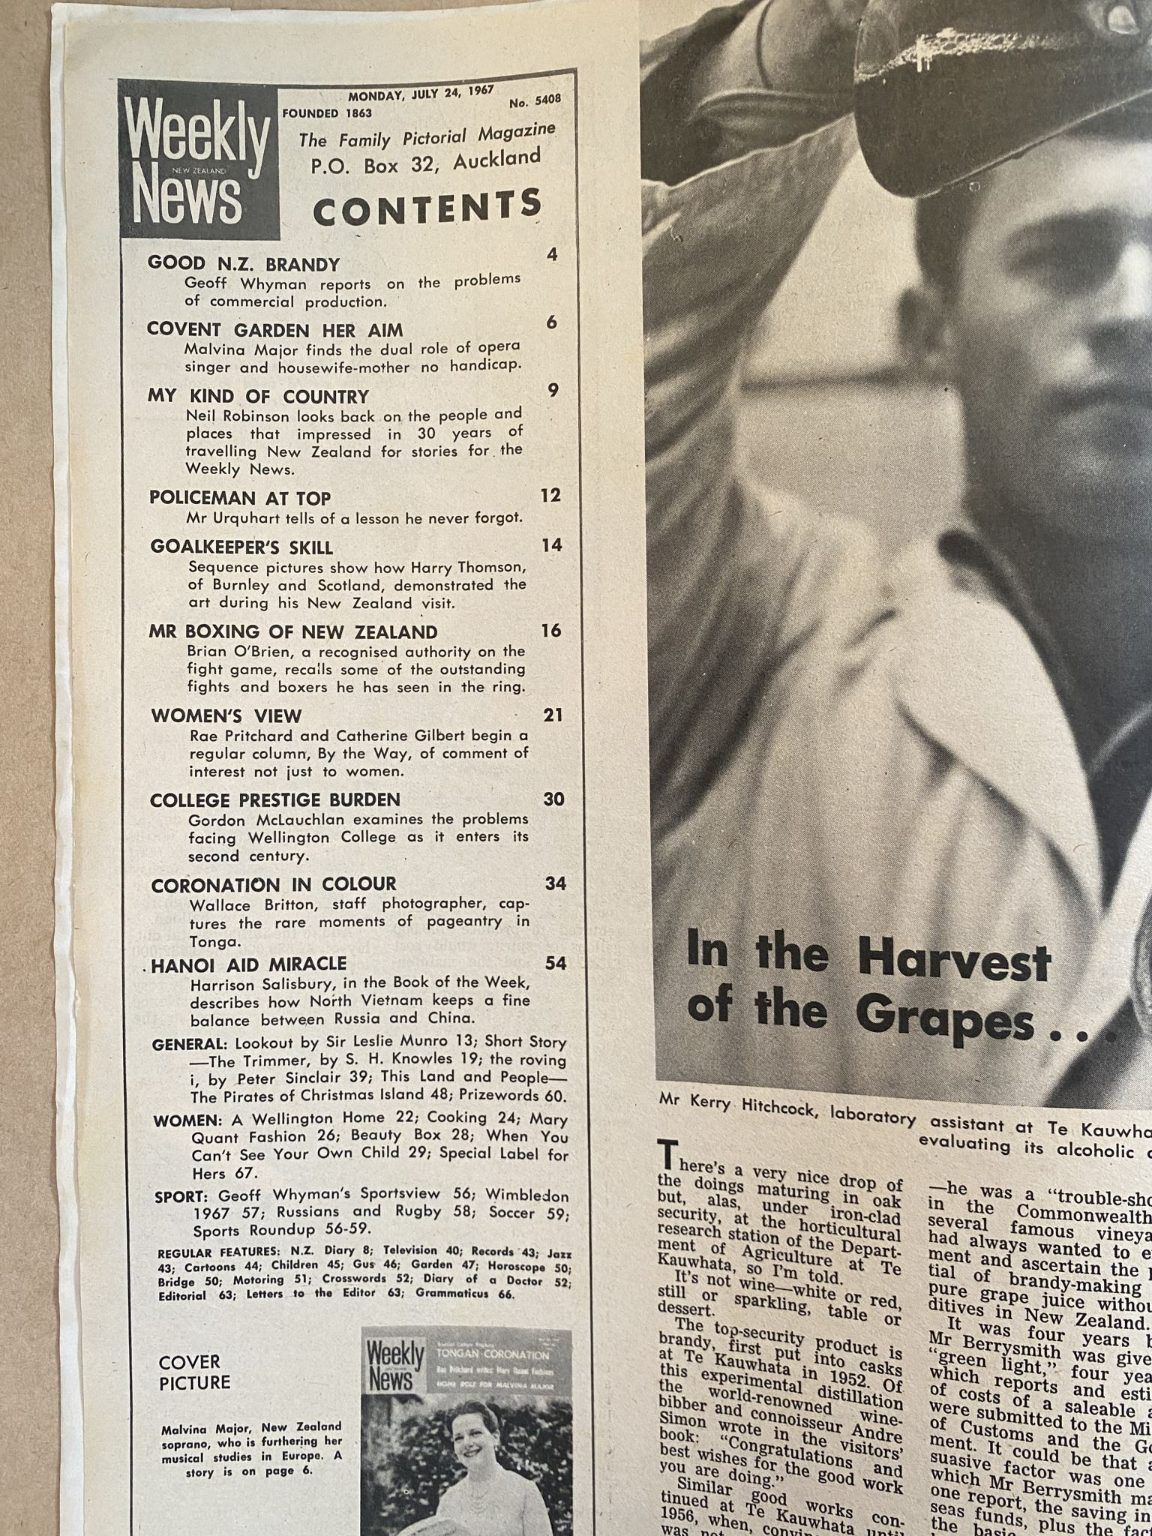 Weekly
NEW ZEALAND
News
MONDAY, JULY 24, 1967
FOUNDED 1863
No. 5408
The Family Pictorial Magazine
P.O. Box 32, Auckland
CONTENTS
GOOD N.Z. BRANDY 4
Geoff Whyman reports on the problems
of commercial production.
COVENT GARDEN HER AIM 6
Malvina Major finds the dual role of opera
singer and housewife-mother no handicap.
MY KIND OF COUNTRY 9
Neil Robinson looks back on the people and
places that impressed in 30 years of
travelling New Zealand for stories for the
Weekly News.
POLICEMAN AT TOP 12
Mr Urquhart tells of a lesson he never forgot.
GOALKEEPER'S SKILL 14
Sequence pictures show how Harry Thomson,
of Burnley and Scotland, demonstrated the
art during his New Zealand visit.
MR BOXING OF NEW ZEALAND 16
Brian O'Brien, a recognised authority on the
fight game, recalls some of the outstanding
fights and boxers he has seen in the ring.
WOMEN'S VIEW 21
Rae Pritchard and Catherine Gilbert begin a
regular column, By the Way, of comment of
interest not just to women.
COLLEGE PRESTIGE BURDEN 30
Gordon McLauchlan examines the problems
facing Wellington College as it enters its
second century.
CORONATION IN COLOUR 34
Wallace Britton, staff photographer, cap-
tures the rare moments of pageantry in
Tonga.
HANOI AID MIRACLE 54
Harrison Salisbury, in the Book of the Week,
describes how North Vietnam keeps a fine
balance between Russia and China.
GENERAL: Lookout by Sir Leslie Munro 13; Short Story
—The Trimmer, by S. H. Knowles 19; the roving
i, by Peter Sinclair 39; This Land and People—
The Pirates of Christmas Island 48; Prizewords 60.
WOMEN: A Wellington Home 22; Cooking 24; Mary
Quant Fashion 26; Beauty Box 28; When You
Can't See Your Own Child 29; Special Label for
Hers 67.
SPORT: Geoff Whyman's Sportsview 56; Wimbledon
1967 57; Russians and Rugby 58; Soccer 59;
Sports Roundup 56-59.
REGULAR FEATURES: N.Z. Diary 8; Television 40; Records 43; Jazz
43; Cartoons 44; Children 45; Gus 46; Garden 47; Horoscope 50;
Bridge 50; Motoring 51; Crosswords 52; Diary of a Doctor 52;
Editorial 63; Letters to the Editor 63; Grammaticus 66.
COVER
PICTURE
Malvina Major, New Zealand
soprano, who is furthering her
musical studies in Europe. A
story is on page 6.
Weekly
News
TONGAN CORONATION
Rae Pritchard writes: Mary Quant Fashions
HOME ROLE FOR MALVINA MAJOR
In the Harvest
of the Grapes...
Mr Kerry Hitchcock, laboratory assistant at Te Kauwha
evaluating its alcoholic
There's a very nice drop of
the doings maturing in oak
but, alas, under iron-clad
security, at the horticultural
research station of the Depart-
ment of Agriculture at Te
Kauwhata, so I'm told.
It's not wine—white or red,
still or sparkling, table or
dessert.
The top-security product is
brandy, first put into casks
at Te Kauwhata in 1952. Of
this experimental distillation
the world-renowned wine-
bibber and connoisseur Andre
Simon wrote in the visitors'
book: "Congratulations and
best wishes for the good work
you are doing."
Similar good works con-
tinued at Te Kauwhata until
1956, when, convin
was not
—he was a "trouble-sho
in the Commonwealth
several famous vineya
had always wanted to e
ment and ascertain the
tial of brandy-making
pure grape juice withou
ditives in New Zealand.
It was four years b
Mr Berrysmith was give
"green light," four yea
which reports and esti
of costs of a saleable
were submitted to the Mi
of Customs and the Go
ment. It could be that
suasive factor was one
which Mr Berrysmith ma
one report, the saving in
seas funds, plus the fact
the basic